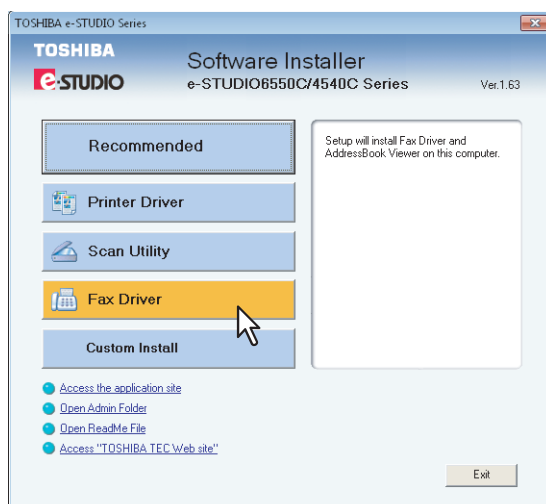 TOSHIBA e-STUDIO Series
TOSHIBA
e-STUDIO
Software Installer
e-STUDIO6550C/4540C Series
Ver.1.63
Recommended
Printer Driver
Scan Utility
Fax Driver
Custom Install
Setup will install Fax Driver and
AddressBook Viewer on this computer.
Access the application site
Open Admin Folder
Open ReadMe File
Access "TOSHIBA TEC Web site"
Exit